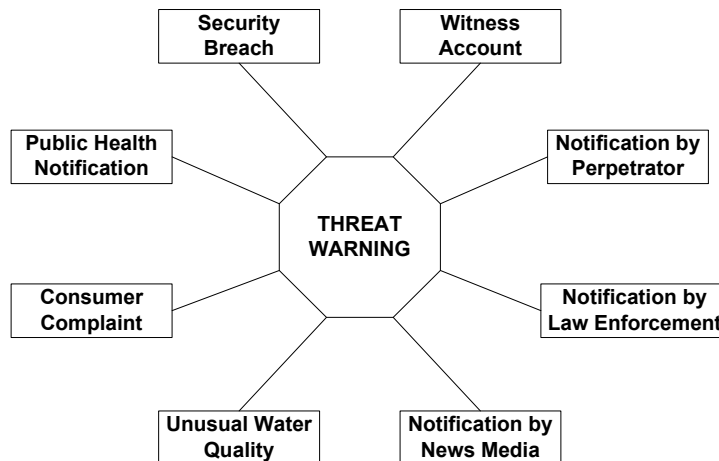 Security
Breach
Witness
Account
Public Health
Notification
Notification by
Perpetrator
THREAT
WARNING
Consumer
Complaint
Notification by
Law Enforcement
Unusual Water
Quality
Notification by
News Media